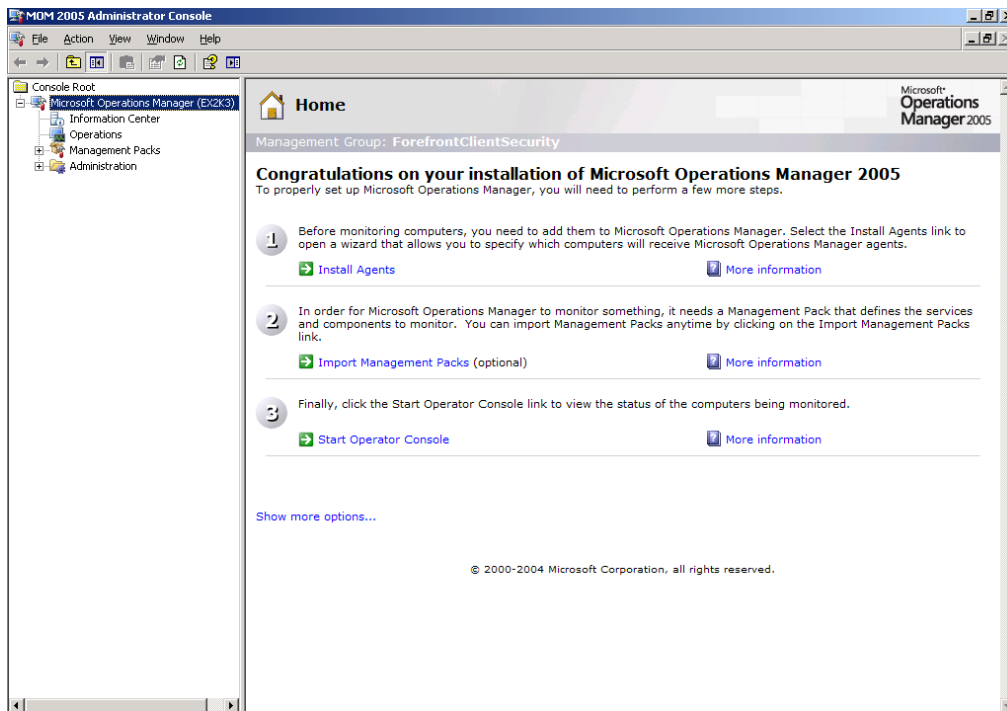 MOM 2005 Administrator Console
File Action View Window Help
Console Root
Microsoft Operations Manager (EX2K3)
Information Center
Operations
Management Packs
Administration
Home
Microsoft
Operations
Manager 2005
Management Group: ForefrontClientSecurity
Congratulations on your installation of Microsoft Operations Manager 2005
To properly set up Microsoft Operations Manager, you will need to perform a few more steps.
1
Before monitoring computers, you need to add them to Microsoft Operations Manager. Select the Install Agents link to
open a wizard that allows you to specify which computers will receive Microsoft Operations Manager agents.
Install Agents More information
2
In order for Microsoft Operations Manager to monitor something, it needs a Management Pack that defines the services
and components to monitor. You can import Management Packs anytime by clicking on the Import Management Packs
link.
Import Management Packs (optional) More information
3
Finally, click the Start Operator Console link to view the status of the computers being monitored.
Start Operator Console More information
Show more options...
© 2000-2004 Microsoft Corporation, all rights reserved.